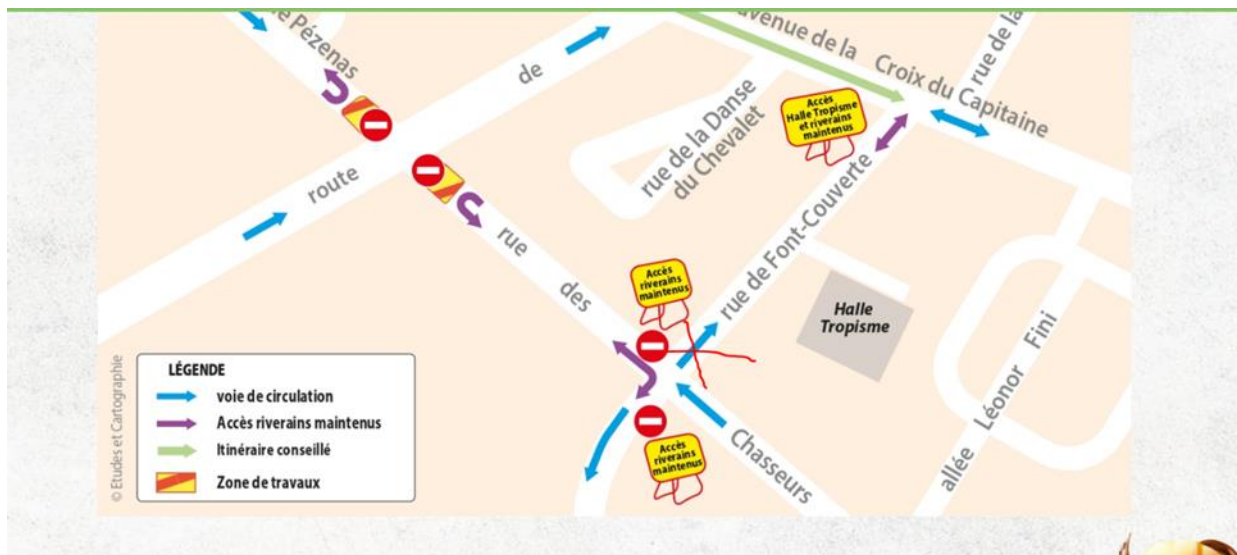 Pézenas
route
de
avenue de la
Croix du Capitaine
rue de la
rue de la Danse
du Chevalet
Accès
Halle Tropisme
et riverains
maintenus
rue de Font-Couverte
rue
des
Chasseurs
Accès
riverains
maintenus
Halle
Tropisme
Accès
riverains
maintenus
allée Léonor Fini
LÉGENDE
voie de circulation
Accès riverains maintenus
Itinéraire conseillé
Zone de travaux
© Etudes et Cartographie